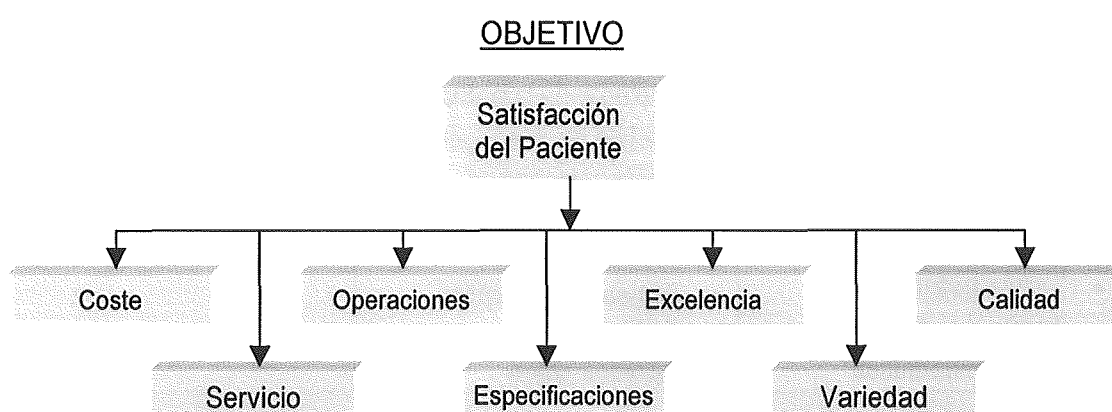 OBJETIVO
Satisfacción
del Paciente
Coste
Operaciones
Excelencia
Calidad
Servicio
Especificaciones
Variedad